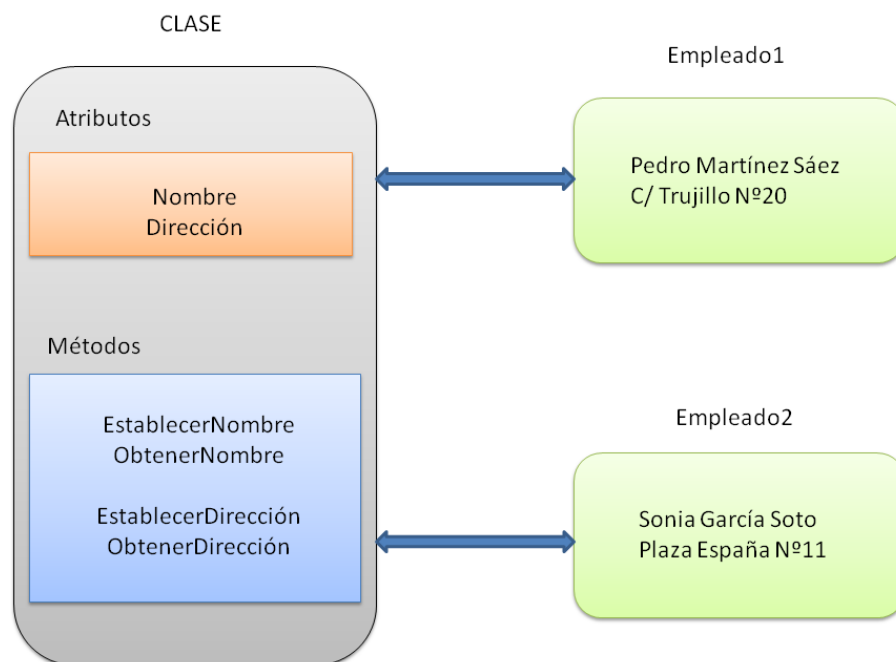 CLASE
Atributos
Nombre
Dirección
Métodos
EstablecerNombre
ObtenerNombre
EstablecerDirección
ObtenerDirección
Empleado1
Pedro Martínez Sáez
C/ Trujillo Nº20
Empleado2
Sonia García Soto
Plaza España Nº11